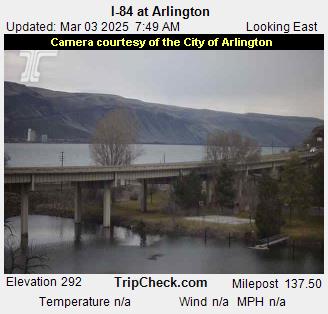 I-84 at Arlington
Updated: Mar 03 2025 7:49 AM Looking East
Camera courtesy of the City of Arlington
Elevation 292 TripCheck.com Milepost 137.50
Temperature n/a Wind n/a MPH n/a